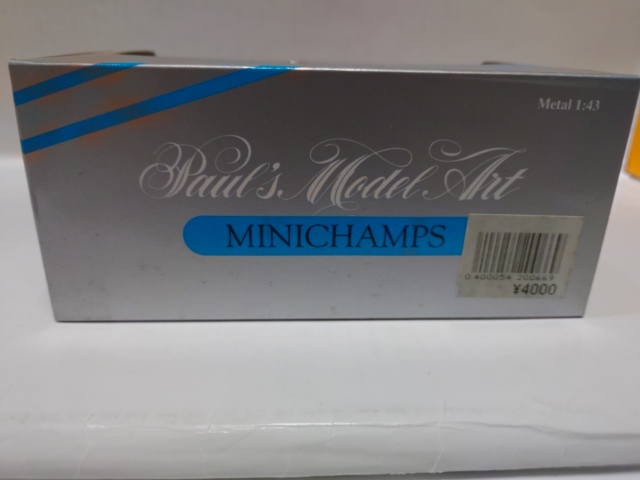 Metal 1:43
Paul's Model Art
MINICHAMPS
0 400054 200669
¥4000